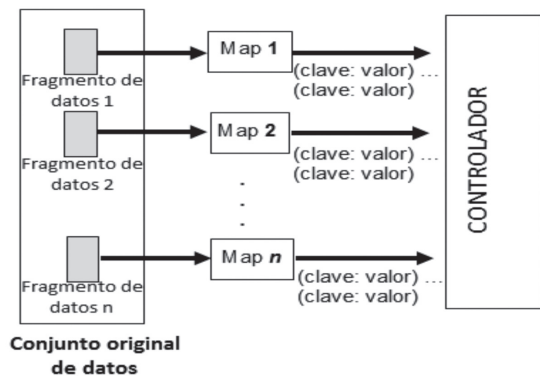 Fragmento de
datos 1
Map 1
(clave: valor) ...
(clave: valor)
Fragmento de
datos 2
Map 2
(clave: valor) ...
(clave: valor)
.
.
.
Fragmento de
datos n
Map n
(clave: valor) ...
(clave: valor)
CONTROLADOR
Conjunto original
de datos